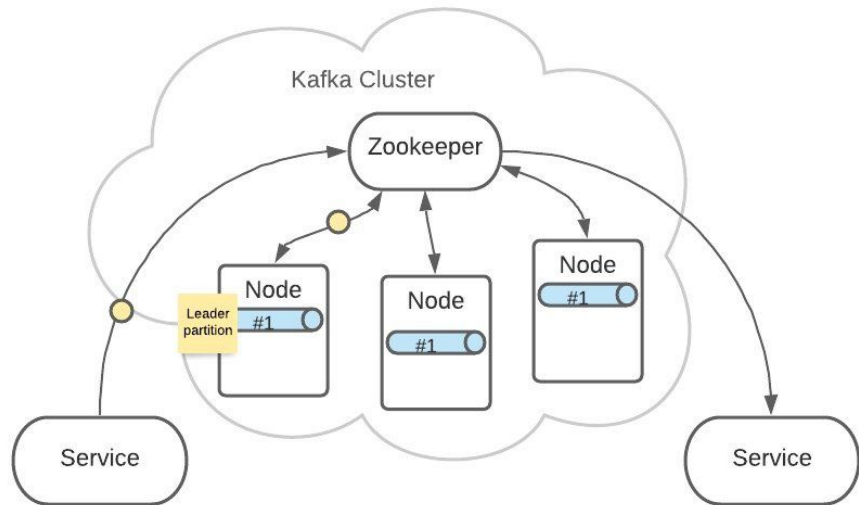 Kafka Cluster
Zookeeper
Node
#1
Leader
partition
Node
#1
Node
#1
Service
Service